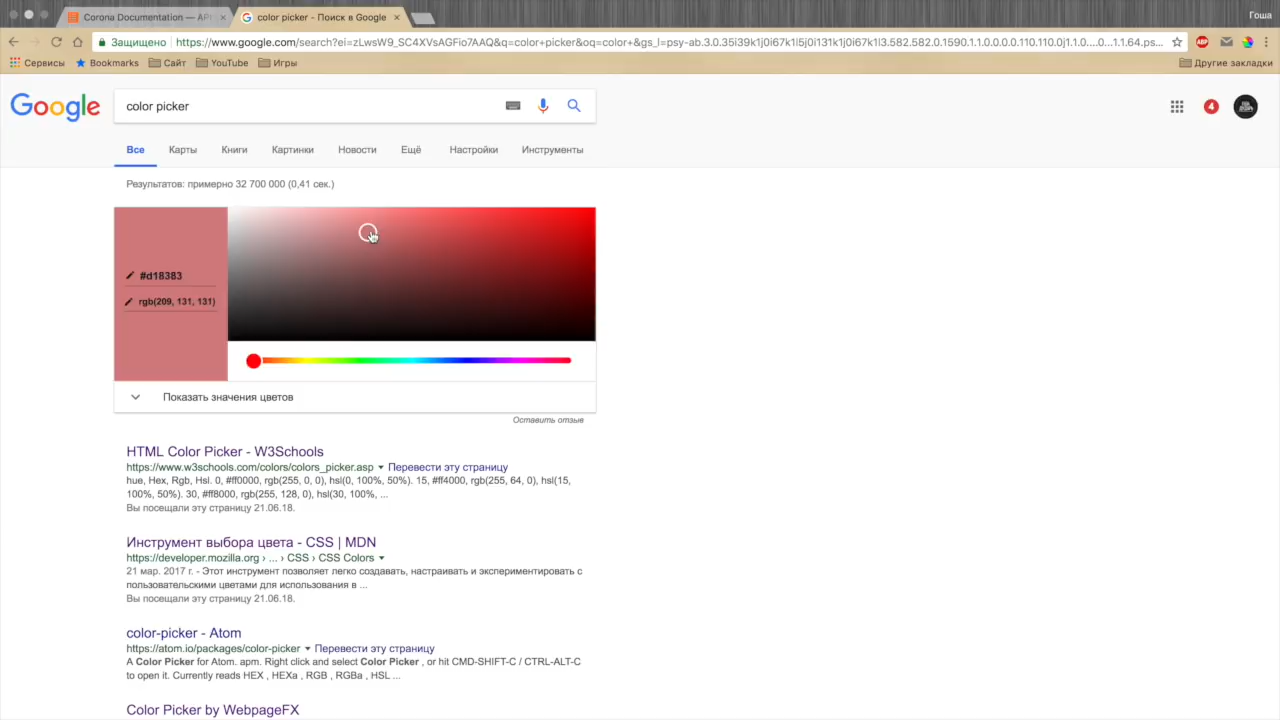 Corona Documentation — API
color picker - Поиск в Google
Гоша
Защищено
https://www.google.com/search?ei=zLwsW9_SC4XVsAGFio7AAQ&q=color+picker&oq=color+&gs_l=psy-ab.3.0.35i39k1j0i67k1l5j0i131k1j0i67k1l3.582.582.0.1590.1.1.0.0.0.0.110.110.0j1.1.0....0...1.1.64.ps...
ABP
Сервисы
Bookmarks
Сайт
YouTube
Игры
Другие закладки
Google
color picker
4
Все
Карты
Книги
Картинки
Новости
Ещё
Настройки
Инструменты
Результатов: примерно 32 700 000 (0,41 сек.)
#d18383
rgb(209, 131, 131)
Показать значения цветов
Оставить отзыв
HTML Color Picker - W3Schools
https://www.w3schools.com/colors/colors_picker.asp ▾ Перевести эту страницу
hue, Hex, Rgb, Hsl. 0, #ff0000, rgb(255, 0, 0), hsl(0, 100%, 50%). 15, #ff4000, rgb(255, 64, 0), hsl(15,
100%, 50%). 30, #ff8000, rgb(255, 128, 0), hsl(30, 100%, ...
Вы посещали эту страницу 21.06.18.
Инструмент выбора цвета - CSS | MDN
https://developer.mozilla.org › ... › CSS › CSS Colors ▾
21 мар. 2017 г. - Этот инструмент позволяет легко создавать, настраивать и экспериментировать с
пользовательскими цветами для использования в ...
Вы посещали эту страницу 21.06.18.
color-picker - Atom
https://atom.io/packages/color-picker ▾ Перевести эту страницу
A Color Picker for Atom. apm. Right click and select Color Picker , or hit CMD-SHIFT-C / CTRL-ALT-C
to open it. Currently reads HEX , HEXa , RGB , RGBa , HSL ...
Color Picker by WebpageFX